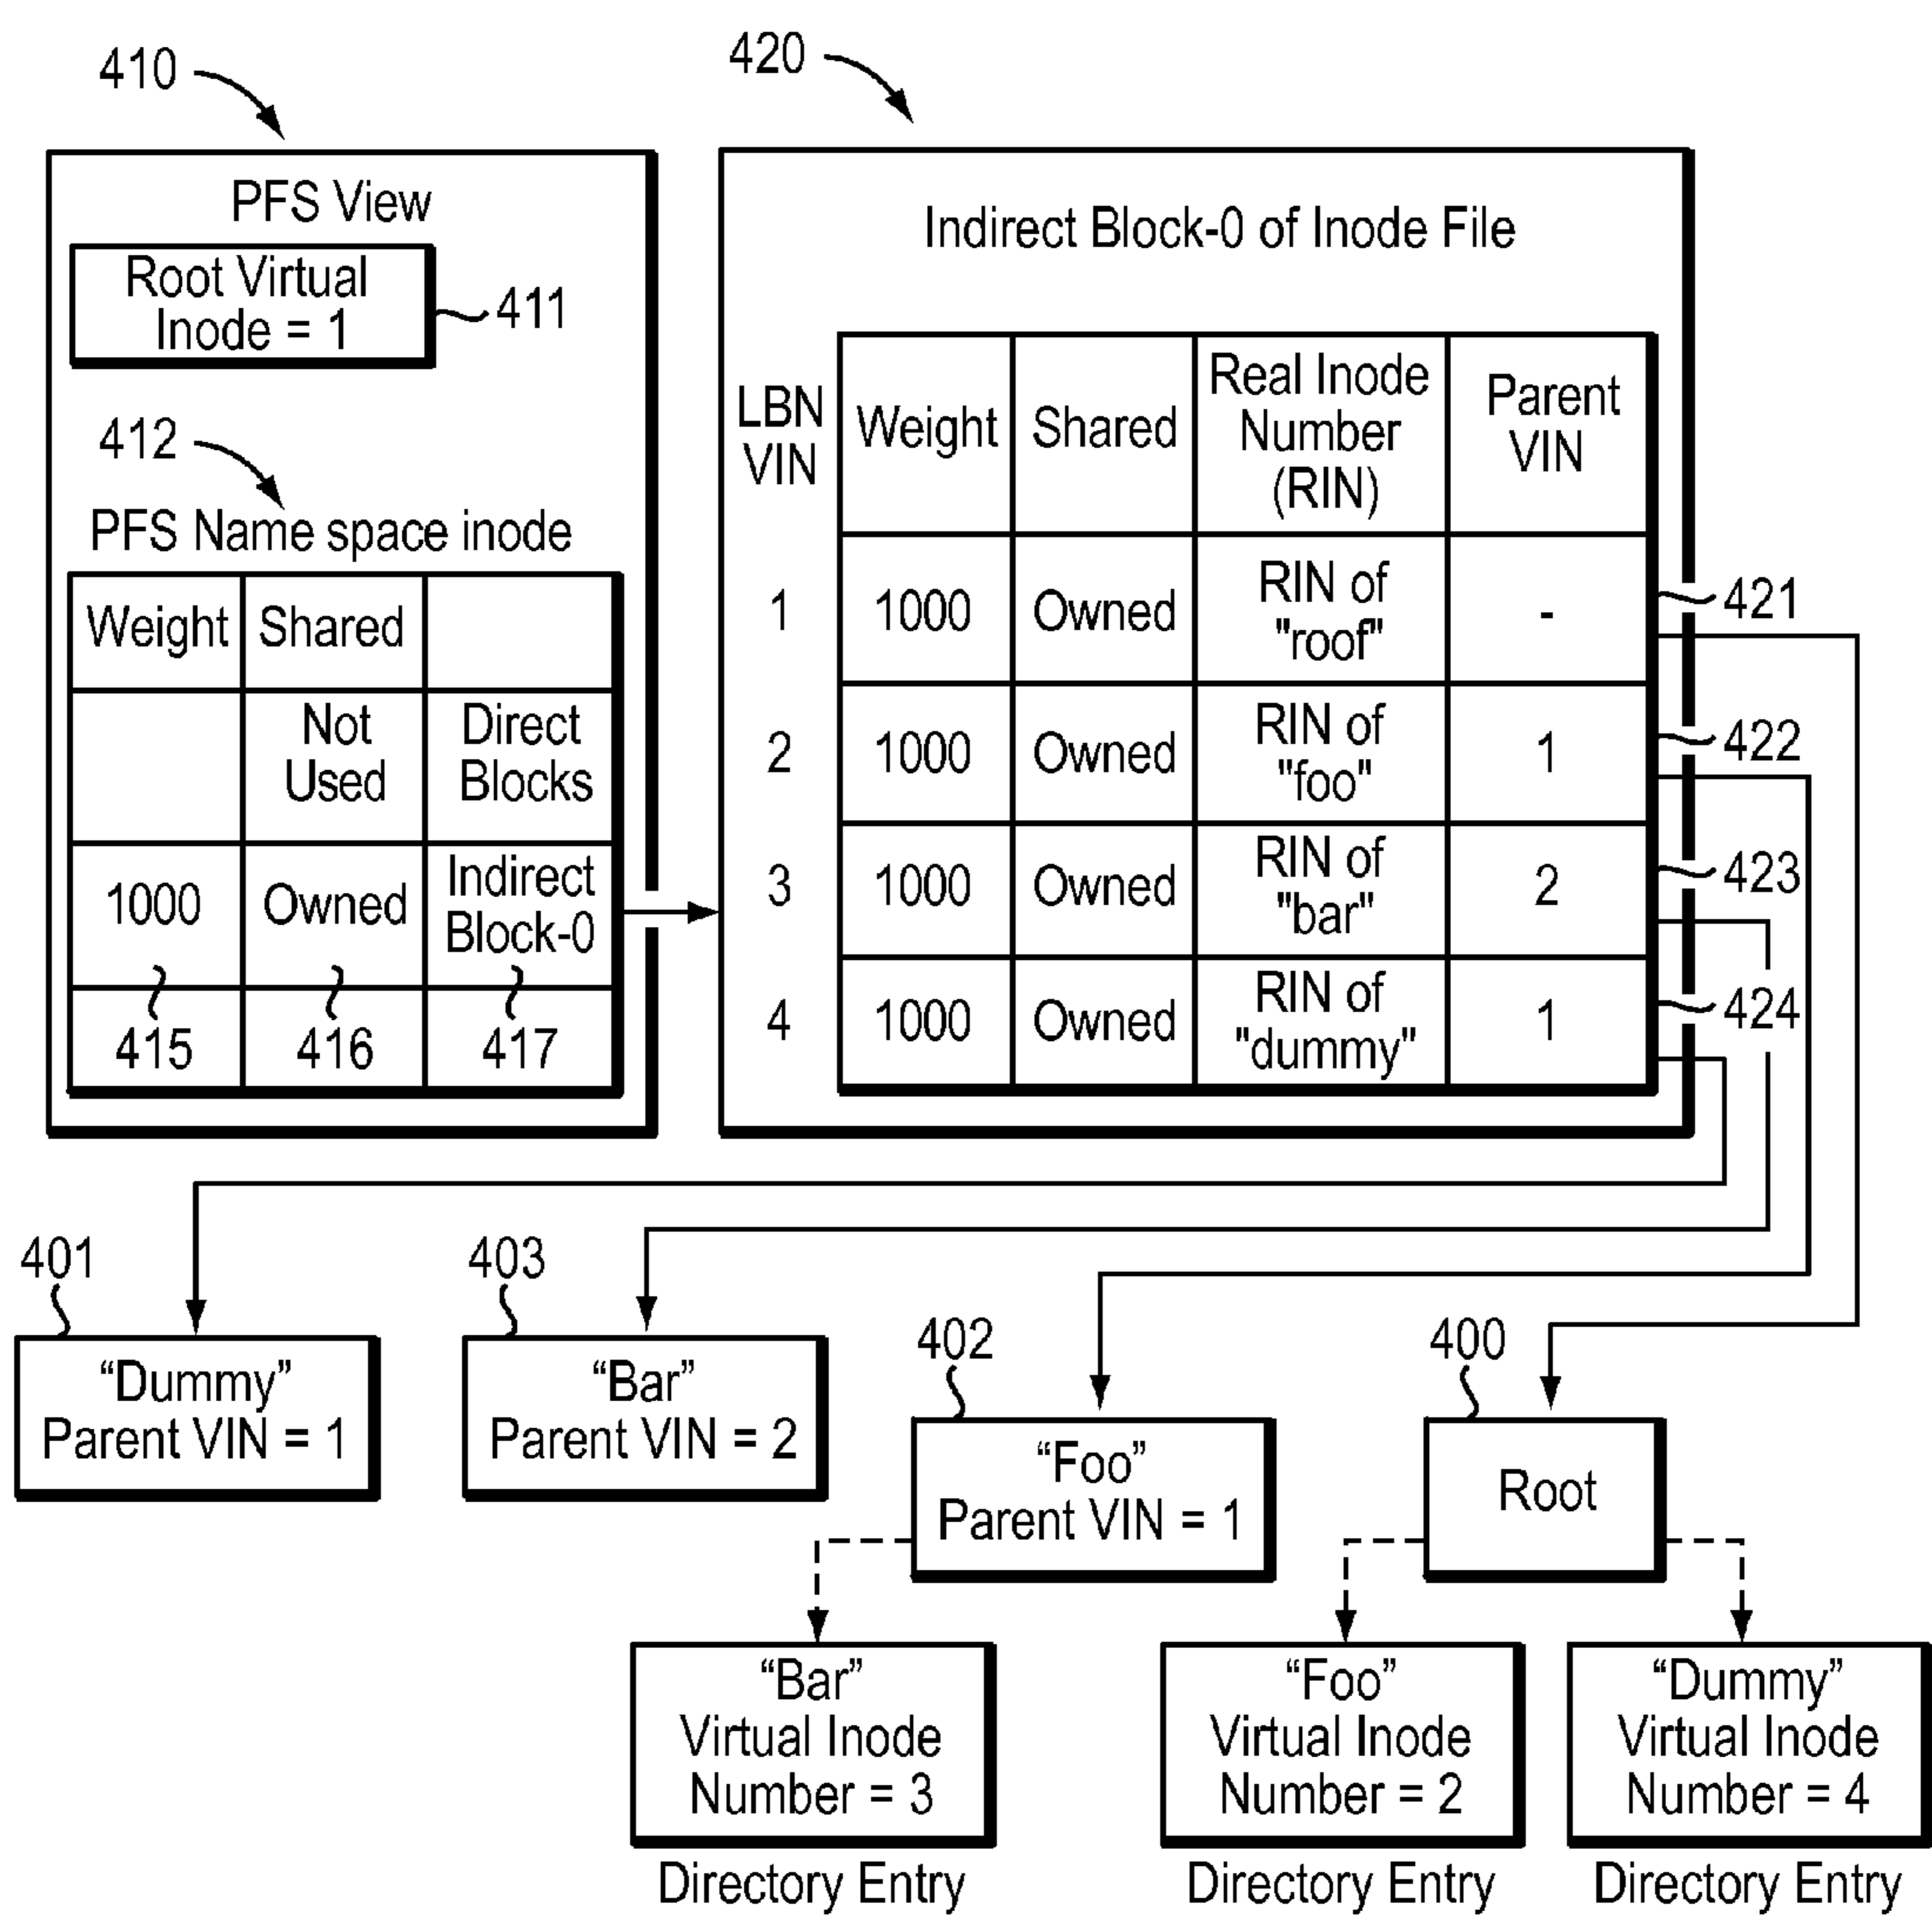 410
420
PFS View
Root Virtual
Inode = 1
411
412
PFS Name space inode
Weight Shared
Not
Used
Direct
Blocks
1000 Owned
Indirect
Block-0
415 416 417
Indirect Block-0 of Inode File
LBN
VIN
Weight
Shared
Real Inode
Number
(RIN)
Parent
VIN
1 1000 Owned
RIN of
"roof"
-
421
2 1000 Owned
RIN of
"foo"
1
422
3 1000 Owned
RIN of
"bar"
2
423
4 1000 Owned
RIN of
"dummy"
1
424
401
“Dummy”
Parent VIN = 1
403
“Bar”
Parent VIN = 2
402
“Foo”
Parent VIN = 1
400
Root
“Bar”
Virtual Inode
Number = 3
Directory Entry
“Foo”
Virtual Inode
Number = 2
Directory Entry
“Dummy”
Virtual Inode
Number = 4
Directory Entry